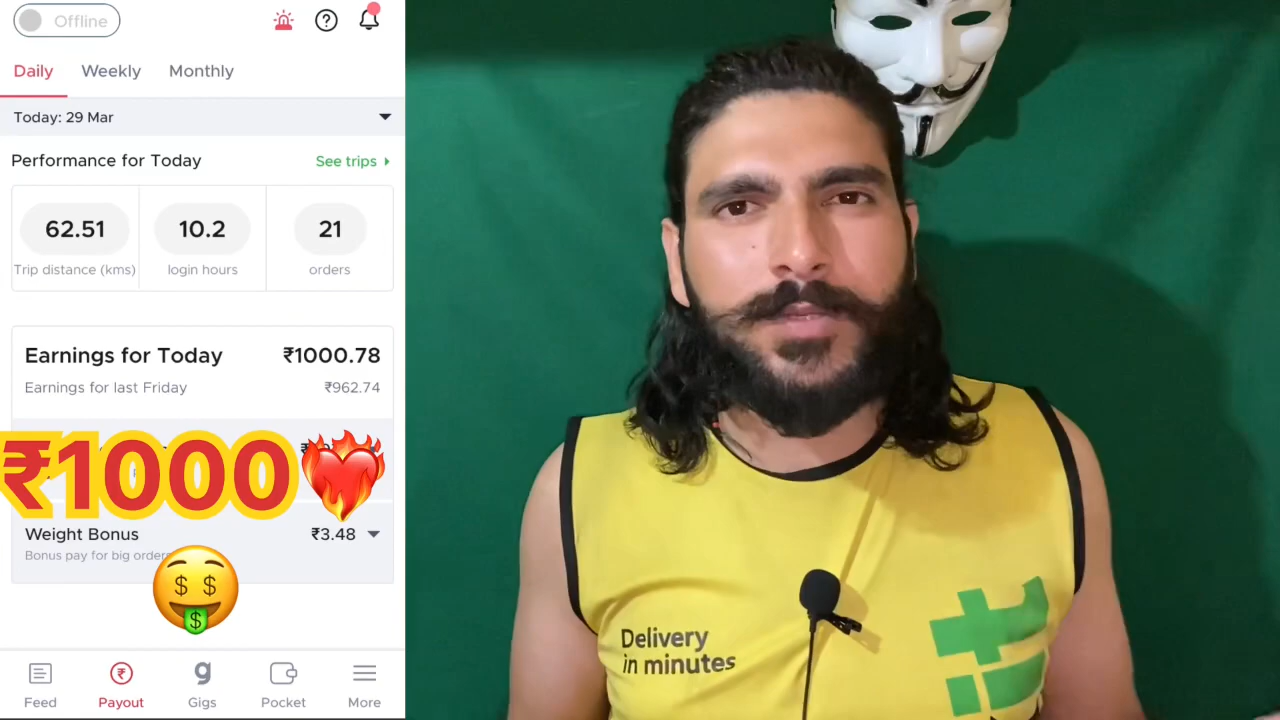 Offline
Daily Weekly Monthly
Today: 29 Mar
Performance for Today See trips
62.51 10.2 21
Trip distance (kms) login hours orders
Earnings for Today ₹1000.78
Earnings for last Friday ₹962.74
₹1000
Weight Bonus ₹3.48
Bonus pay for big orders
Feed Payout g Gigs Pocket More
Delivery
in minutes